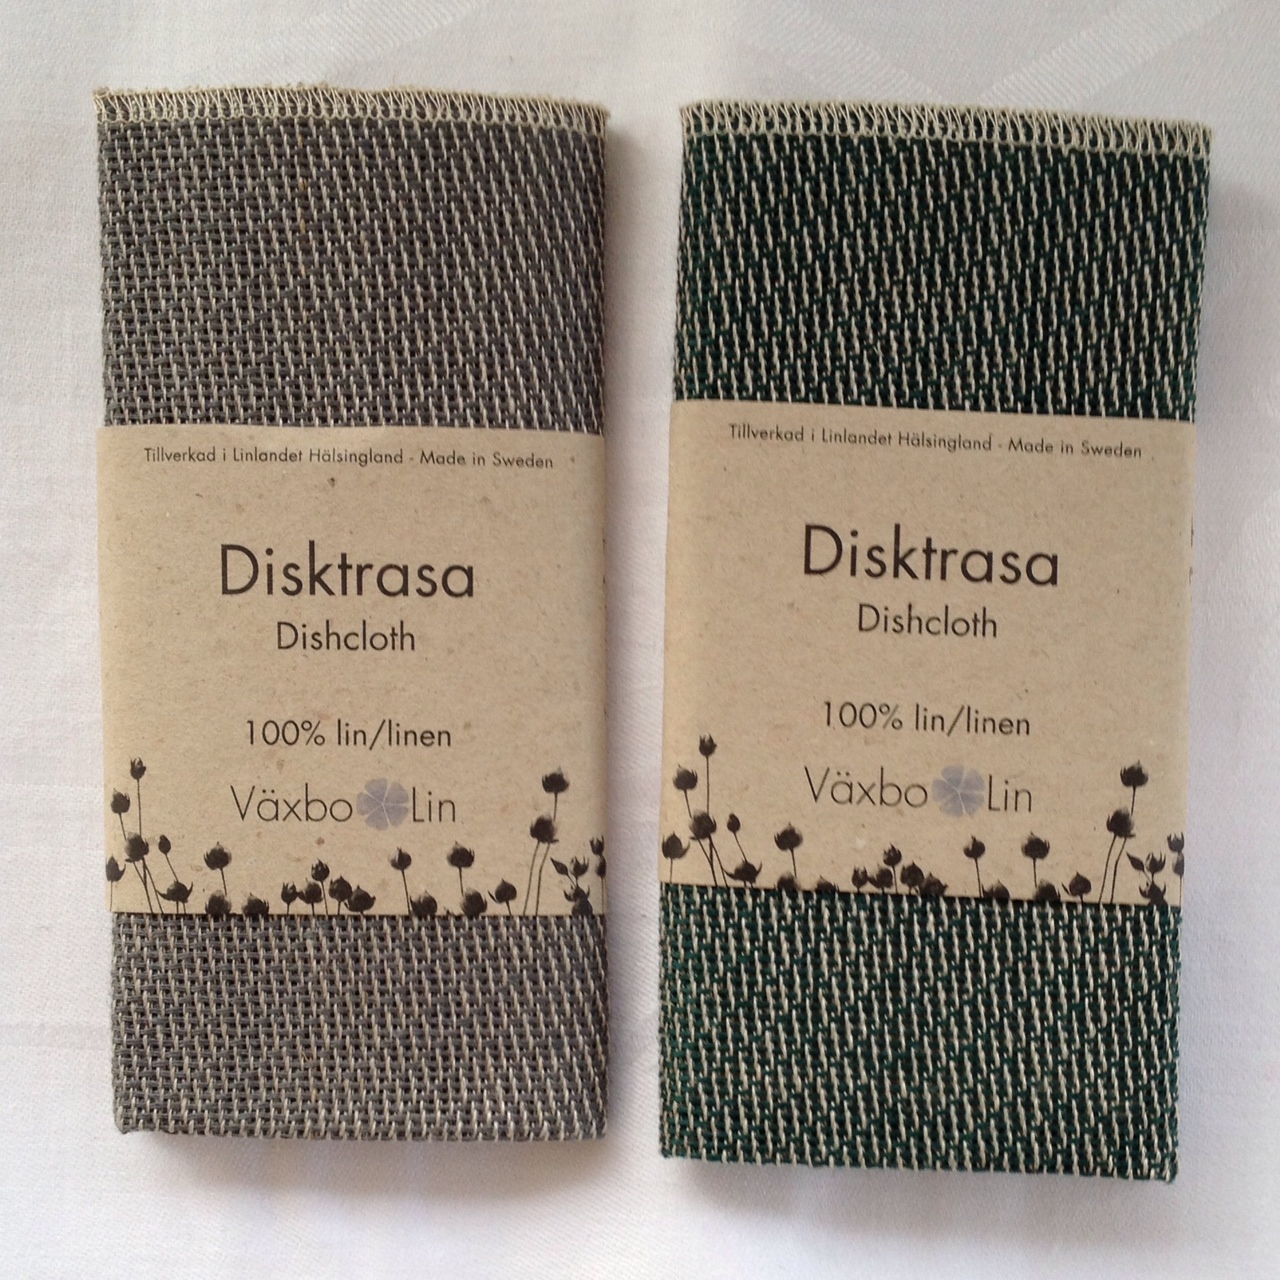 Tillverkad i Linlandet Hälsingland - Made in Sweden
Disktrasa
Dishcloth
100% lin/linen
Växbo Lin
Tillverkad i Linlandet Hälsingland - Made in Sweden
Disktrasa
Dishcloth
100% lin/linen
Växbo Lin